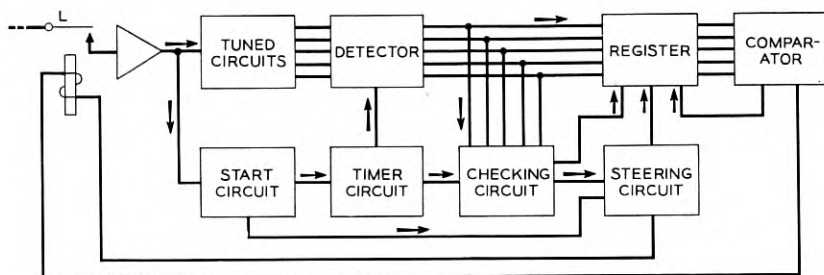 L
TUNED
CIRCUITS
DETECTOR
REGISTER
COMPAR-
ATOR
START
CIRCUIT
TIMER
CIRCUIT
CHECKING
CIRCUIT
STEERING
CIRCUIT